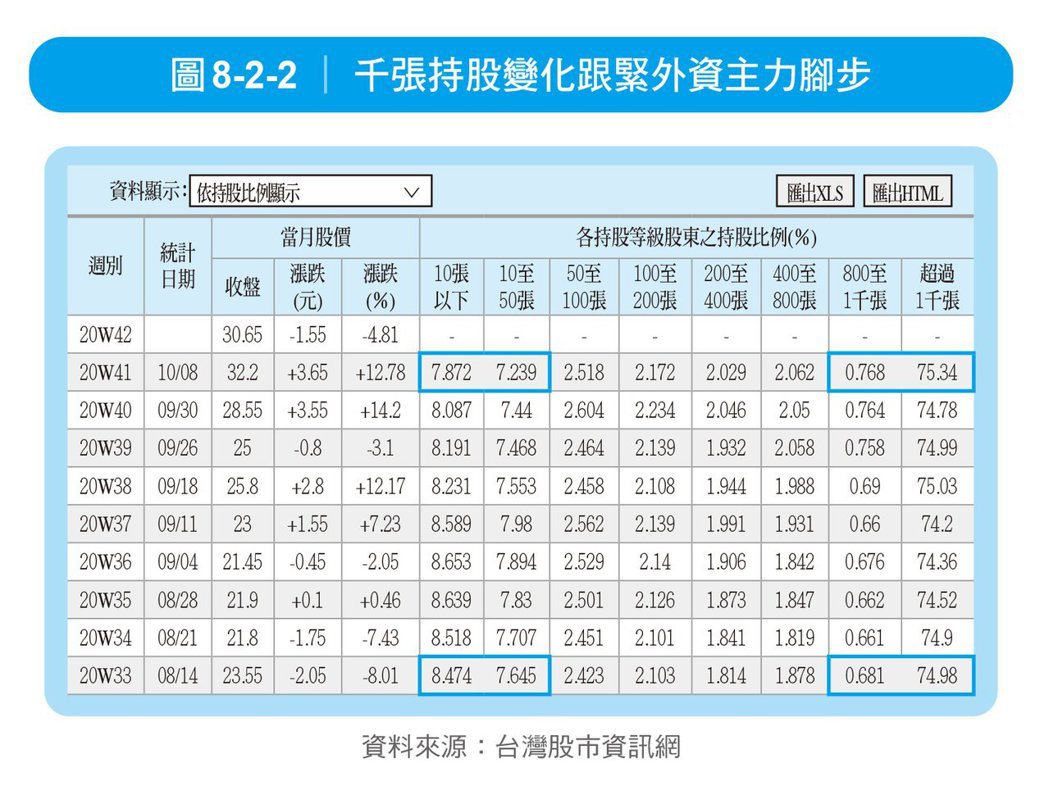 圖 8-2-2 | 千張持股變化跟緊外資主力腳步
資料顯示: 依持股比例顯示 匯出XLS 匯出HTML
週別 統計日期 當月股價 各持股等級股東之持股比例(%)
收盤 漲跌(元) 漲跌(%) 10張以下 10至50張 50至100張 100至200張 200至400張 400至800張 800至1千張 超過1千張
20W42 30.65 -1.55 -4.81 - - - - - - - -
20W41 10/08 32.2 +3.65 +12.78 7.872 7.239 2.518 2.172 2.029 2.062 0.768 75.34
20W40 09/30 28.55 +3.55 +14.2 8.087 7.44 2.604 2.234 2.046 2.05 0.764 74.78
20W39 09/26 25 -0.8 -3.1 8.191 7.468 2.464 2.139 1.932 2.058 0.758 74.99
20W38 09/18 25.8 +2.8 +12.17 8.231 7.553 2.458 2.108 1.944 1.988 0.69 75.03
20W37 09/11 23 +1.55 +7.23 8.589 7.98 2.562 2.139 1.991 1.931 0.66 74.2
20W36 09/04 21.45 -0.45 -2.05 8.653 7.894 2.529 2.14 1.906 1.842 0.676 74.36
20W35 08/28 21.9 +0.1 +0.46 8.639 7.83 2.501 2.126 1.873 1.847 0.662 74.52
20W34 08/21 21.8 -1.75 -7.43 8.518 7.707 2.451 2.101 1.841 1.819 0.661 74.9
20W33 08/14 23.55 -2.05 -8.01 8.474 7.645 2.423 2.103 1.814 1.878 0.681 74.98
資料來源：台灣股市資訊網